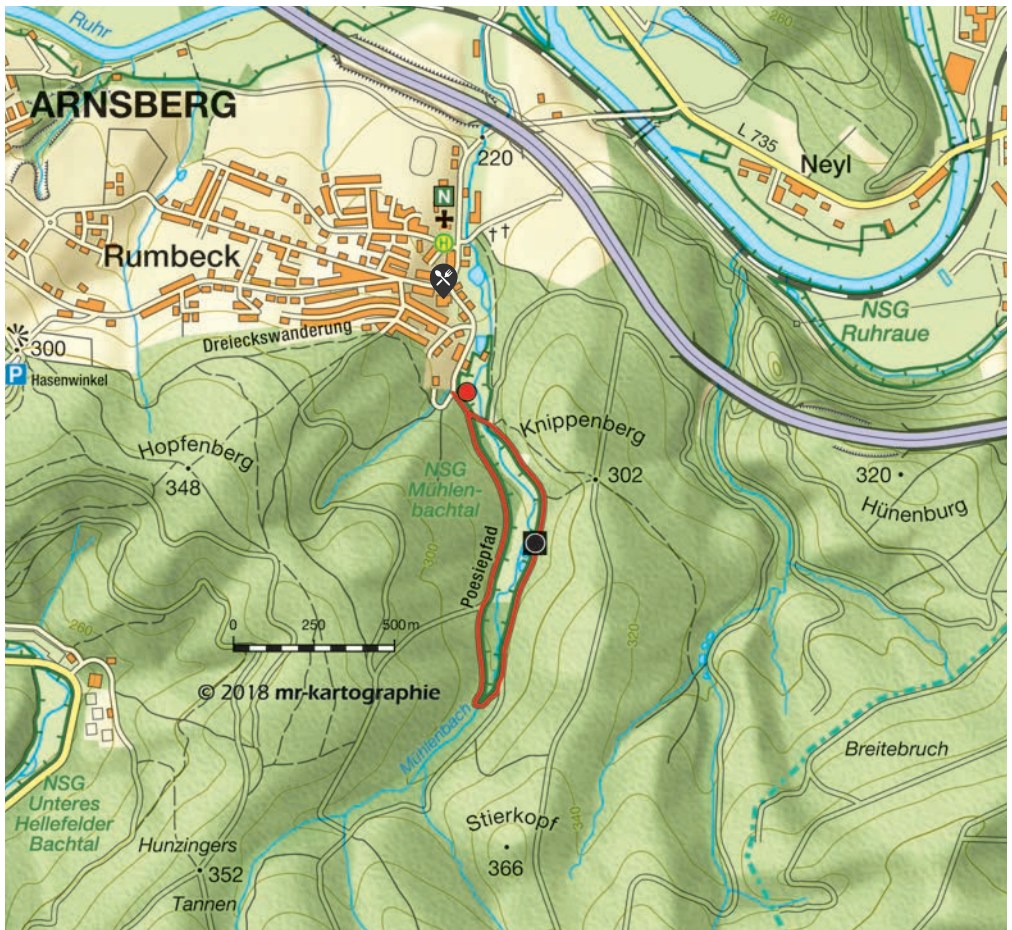 Ruhr
260
ARNSBERG
L 735
220
Neyl
N
H
Rumbeck
NSG
Ruhraue
Dreieckswanderung
300
P
Hasenwinkel
Knippenberg
Hopfenberg
348
NSG
Mühlen-
bachtal
302
320
Hünenburg
300
Poesiepfad
0 250 500 m
260
320
© 2018 mr-kartographie
Mühlenbach
Breitebruch
NSG
Unteres
Hellefelder
Bachtal
Stierkopf
340
366
Hunzingers
352
Tannen